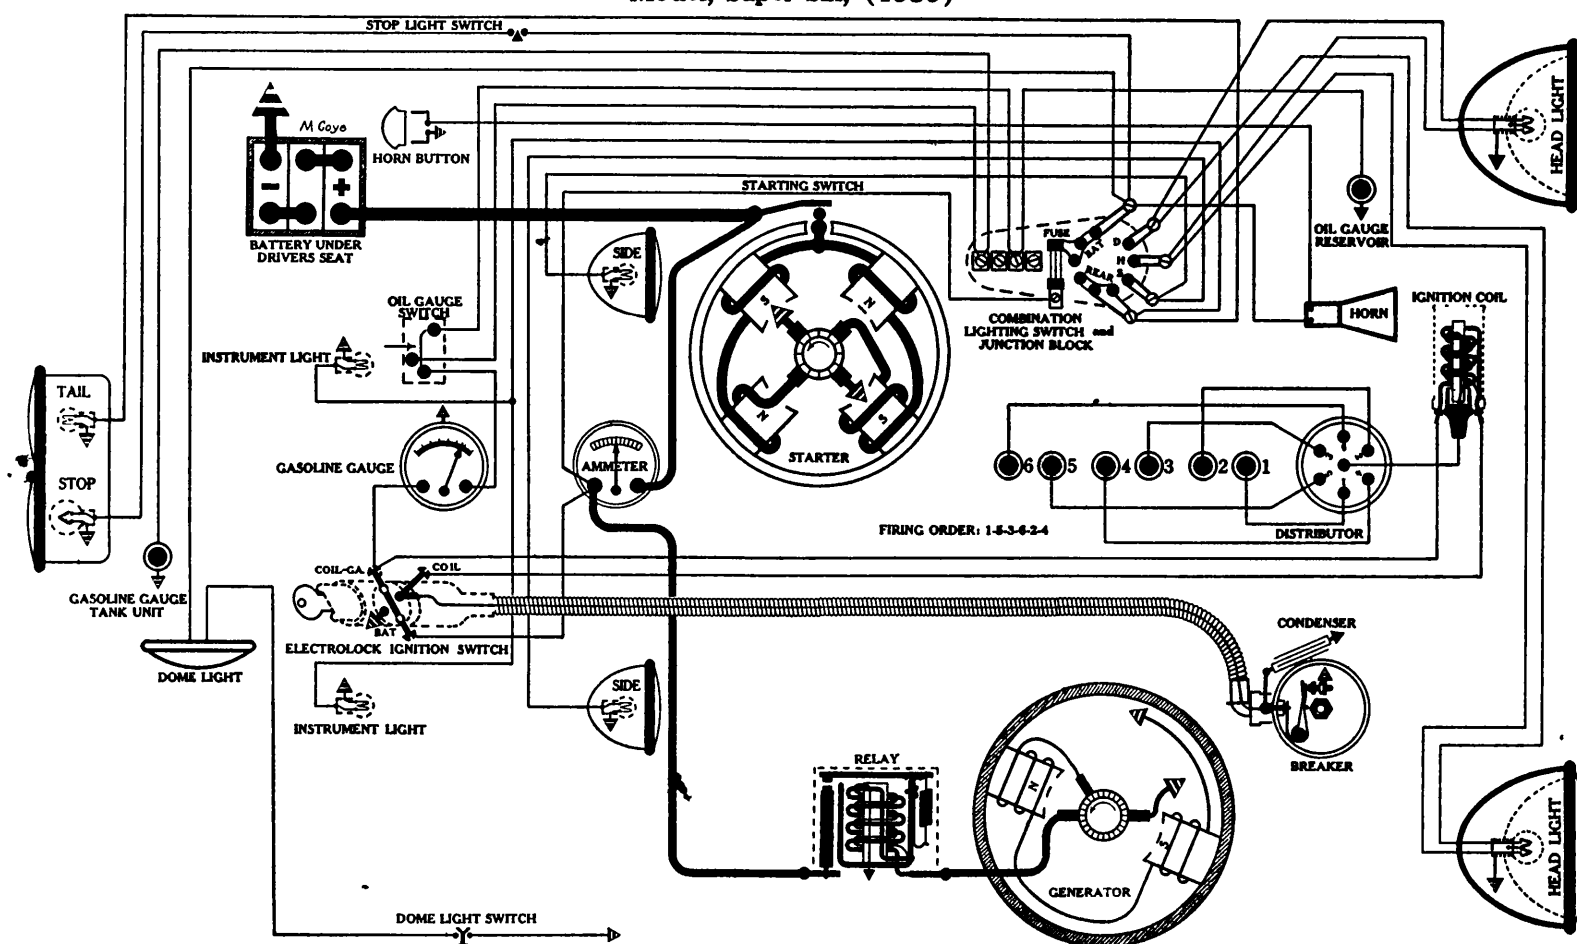 STOP LIGHT SWITCH
M Coye
HORN BUTTON
- +
BATTERY UNDER
DRIVERS SEAT
STARTING SWITCH
HEAD LIGHT
OIL GAUGE
RESERVOIR
SIDE
FUSE
BAT
D
H
S
REAR
COMBINATION
LIGHTING SWITCH and
JUNCTION BLOCK
HORN
IGNITION COIL
OIL GAUGE
SWITCH
INSTRUMENT LIGHT
S
N
N
S
STARTER
TAIL
STOP
GASOLINE GAUGE
AMMETER
6 5 4 3 2 1
FIRING ORDER: 1-5-3-6-2-4
DISTRIBUTOR
GASOLINE GAUGE
TANK UNIT
COIL-GA.
COIL
BAT
ELECTROLOCK IGNITION SWITCH
DOME LIGHT
CONDENSER
BREAKER
SIDE
INSTRUMENT LIGHT
RELAY
N
S
GENERATOR
HEAD LIGHT
DOME LIGHT SWITCH